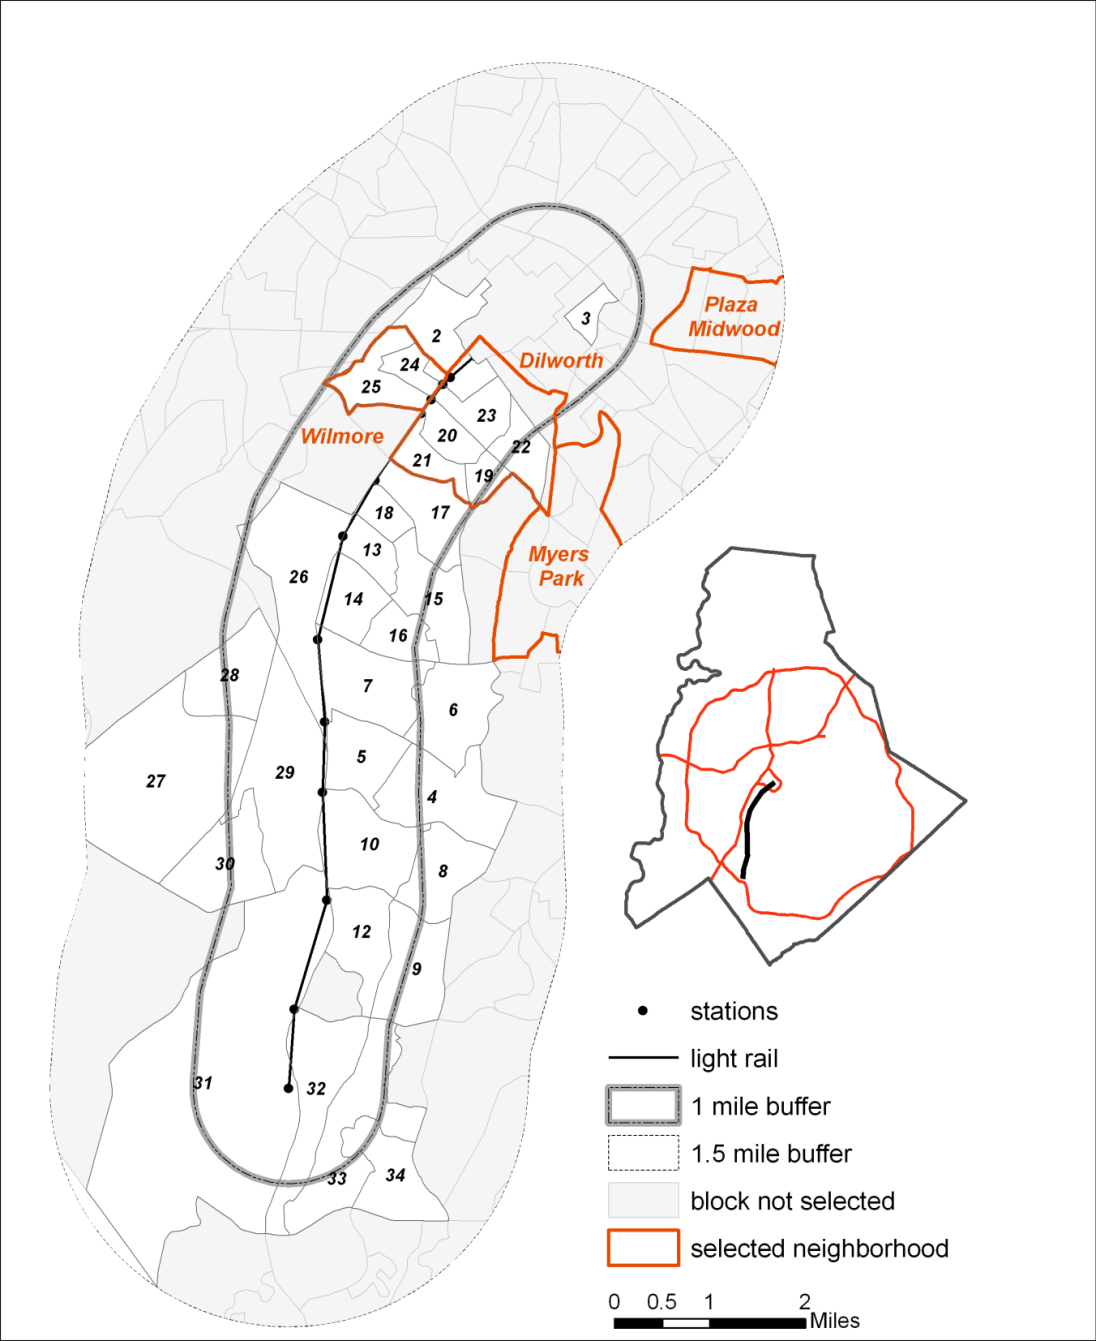 Plaza
Midwood
3
2
Dilworth
24
25
23
Wilmore
20
22
21
19
18
17
13
Myers
Park
26
14
15
16
28
7
6
5
29
27
4
10
30
8
12
9
31
32
33
34
stations
light rail
1 mile buffer
1.5 mile buffer
block not selected
selected neighborhood
0 0.5 1 2
Miles